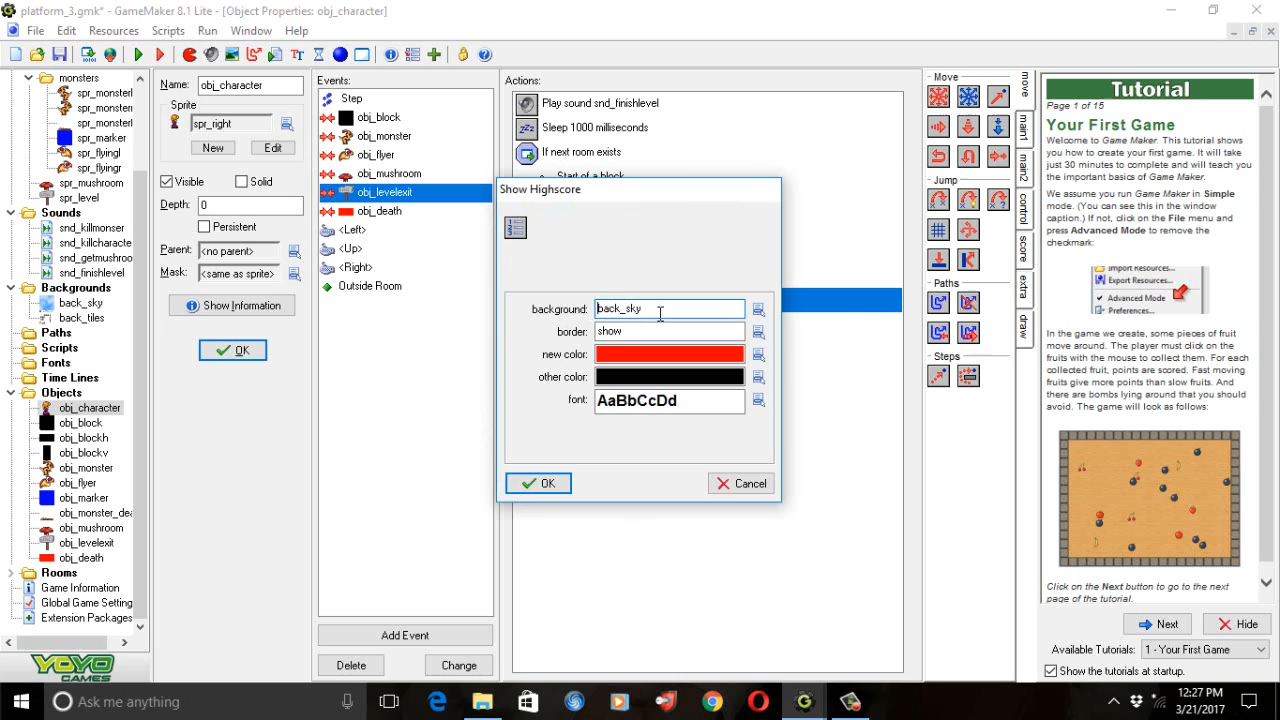 platform_3.gmk* - GameMaker 8.1 Lite - [Object Properties: obj_character]
File Edit Resources Scripts Run Window Help
monsters
spr_monsterl
spr_monster
spr_monsterl
spr_marker
spr_flyingl
spr_flyingr
spr_mushroom
spr_level
Sounds
snd_killmonser
snd_killcharacte
snd_getmushroo
snd_finishlevel
Backgrounds
back_sky
back_tiles
Paths
Scripts
Fonts
Time Lines
Objects
obj_character
obj_block
obj_blockh
obj_blockv
obj_monster
obj_flyer
obj_marker
obj_monster_dea
obj_mushroom
obj_levelexit
obj_death
Rooms
Game Information
Global Game Setting
Extension Packages
YOYO
GAMES
Name: obj_character
Sprite
spr_right
New Edit
Visible Solid
Depth: 0
Persistent
Parent: <no parent>
Mask: <same as sprite>
Show Information
OK
Events:
Step
obj_block
obj_monster
obj_flyer
obj_mushroom
obj_levelexit
obj_death
<Left>
<Up>
<Right>
Outside Room
Add Event
Delete Change
Actions:
Play sound snd_finishlevel
Sleep 1000 milliseconds
If next room exists
Start of a block
Show Highscore
background: back_sky
border: show
new color:
other color:
font: AaBbCcDd
OK Cancel
Move
Jump
Paths
Steps
move
main1
main2
control
score
extra
draw
Tutorial
Page 1 of 15
Your First Game
Welcome to Game Maker. This tutorial
shows you how to create your first game. It will take
just 30 minutes to complete and will teach you
the important basics of Game Maker.
We assume you run Game Maker in Simple
mode. (You can see this in the window
caption.) If not, click on the File menu and
press Advanced Mode to remove the
checkmark:
Import Resources...
Export Resources...
Advanced Mode
Preferences...
In the game we create, some pieces of fruit
move around. The player must click on the
fruits with the mouse to collect them. For each
collected fruit, points are scored. Fast moving
fruits give more points than slow fruits. And
there are bombs lying around that you should
avoid. The game will look as follows:
Click on the Next button to go to the next
page of the tutorial.
Next Hide
Available Tutorials: 1 - Your First Game
Show the tutorials at startup.
Ask me anything
12:27 PM
3/21/2017